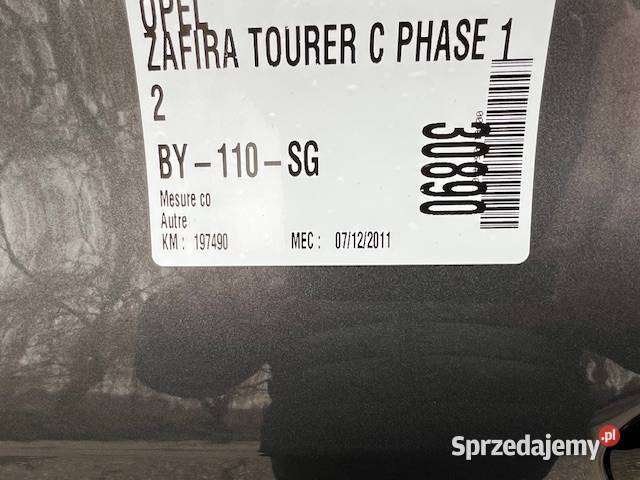 OPEL
ZAFIRA TOURER C PHASE 1
2
BY-110-SG
Mesure co
Autre
KM : 197490 MEC : 07/12/2011
30890
Sprzedajemy.pl